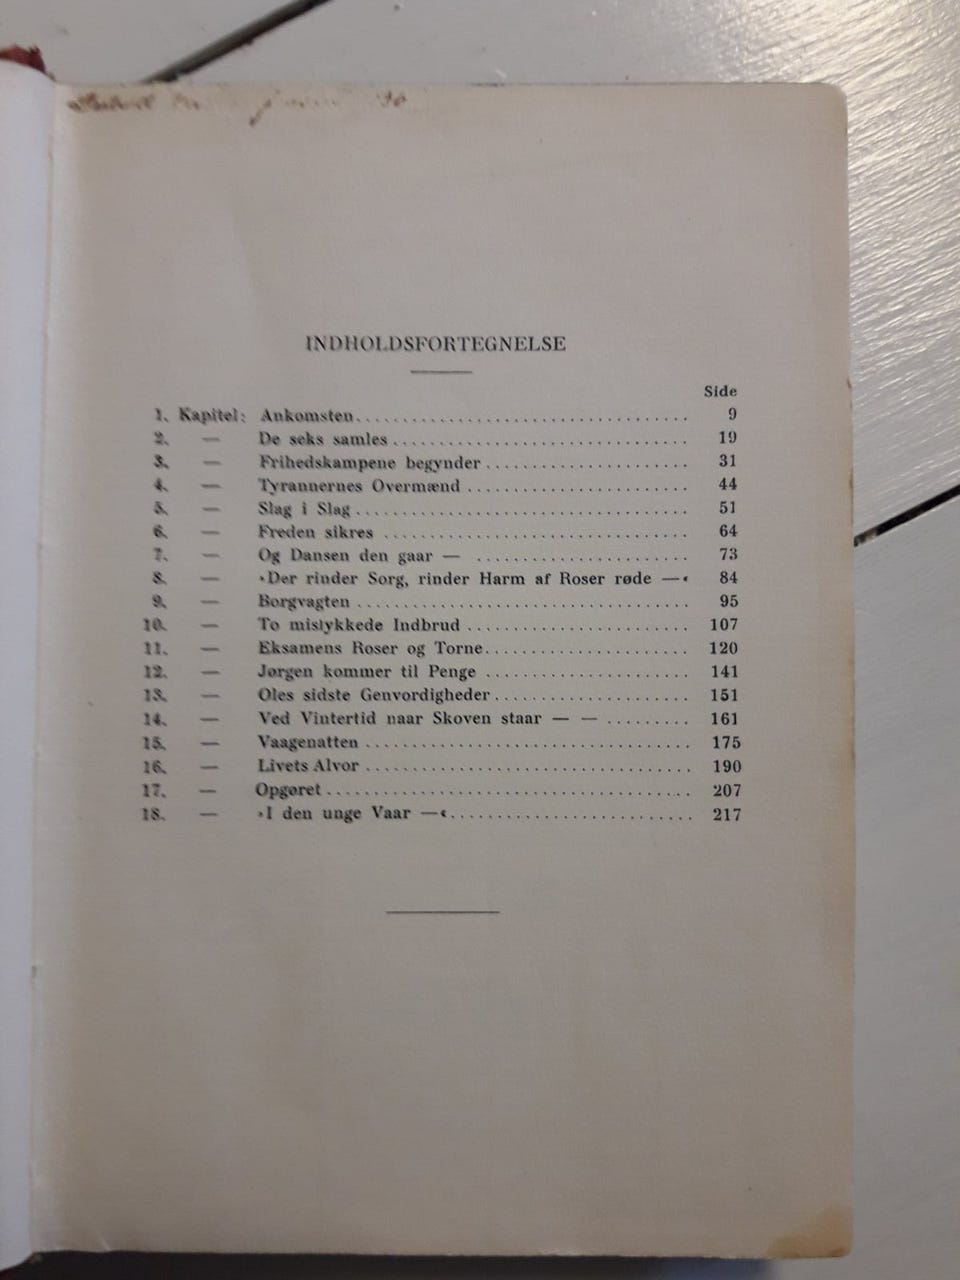 30
INDHOLDSFORTEGNELSE
Side
1. Kapitel: Ankomsten 9
2. — De seks samles 19
3. — Frihedskampene begynder 31
4. — Tyrannernes Overmænd 44
5. — Slag i Slag 51
6. — Freden sikres 64
7. — Og Dansen den gaar — 73
8. — »Der rinder Sorg, rinder Harm af Roser røde —« 84
9. — Borgvagten 95
10. — To mislykkede Indbrud 107
11. — Eksamens Roser og Torne 120
12. — Jørgen kommer til Penge 141
13. — Oles sidste Genvordigheder 151
14. — Ved Vintertid naar Skoven staar — — 161
15. — Vaagenatten 175
16. — Livets Alvor 190
17. — Opgøret 207
18. — »I den unge Vaar —« 217